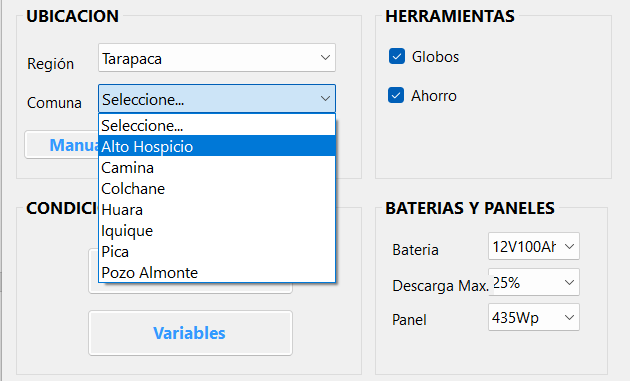 UBICACION
Región
Tarapaca
Comuna
Seleccione...
Seleccione...
Alto Hospicio
Camina
Colchane
Huara
Iquique
Pica
Pozo Almonte
Manua
HERRAMIENTAS
Globos
Ahorro
CONDICI
Variables
BATERIAS Y PANELES
Bateria
12V100Ah
Descarga Max.
25%
Panel
435Wp